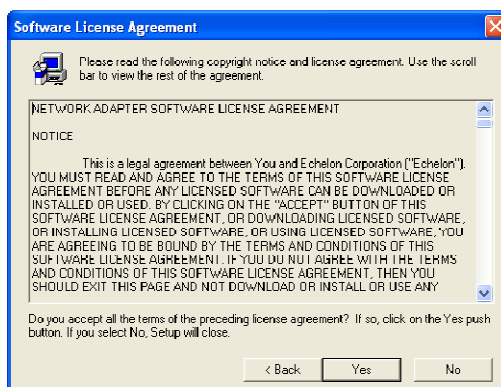 Software License Agreement
Please read the following copyright notice and license agreement. Use the scroll
bar to view the rest of the agreement.
NETWORK ADAPTER SOFTWARE LICENSE AGREEMENT
NOTICE
This is a legal agreement between You and Echelon Corporation ("Echelon").
YOU MUST READ AND AGREE TO THE TERMS OF THIS SOFTWARE LICENSE
AGREEMENT BEFORE ANY LICENSED SOFTWARE CAN BE DOWNLOADED OR
INSTALLED OR USED. BY CLICKING ON THE "ACCEPT" BUTTON OF THIS
SOFTWARE LICENSE AGREEMENT, OR DOWNLOADING LICENSED SOFTWARE,
OR INSTALLING LICENSED SOFTWARE, OR USING LICENSED SOFTWARE, YOU
ARE AGREEING TO BE BOUND BY THE TERMS AND CONDITIONS OF THIS
SOFTWARE LICENSE AGREEMENT. IF YOU DO NOT AGREE WITH THE TERMS
AND CONDITIONS OF THIS SOFTWARE LICENSE AGREEMENT, THEN YOU
SHOULD EXIT THIS PAGE AND NOT DOWNLOAD OR INSTALL OR USE ANY
Do you accept all the terms of the preceding license agreement? If so, click on the Yes push
button. If you select No, Setup will close.
< Back
Yes
No